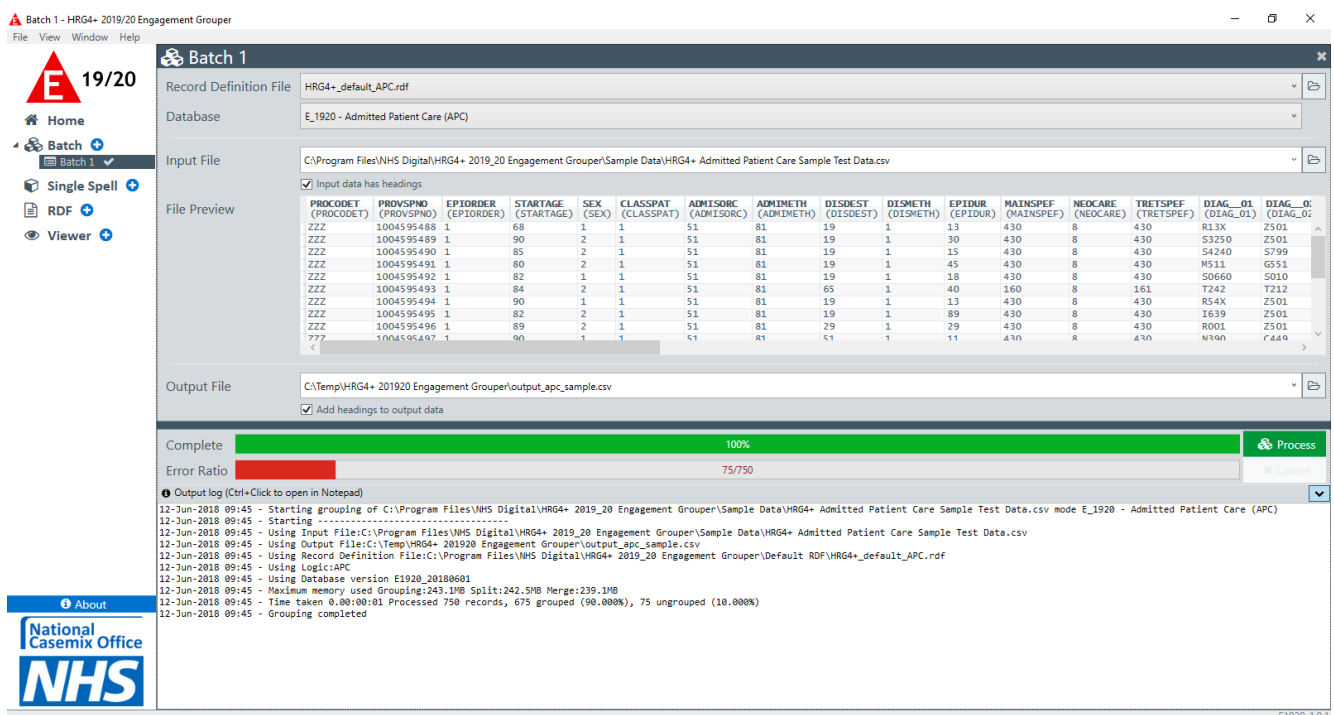 Batch 1 - HRG4+ 2019/20 Engagement Grouper
File View Window Help
E 19/20
Home
Batch
Batch 1
Single Spell
RDF
Viewer
Batch 1
Record Definition File HRG4+_default_APC.rdf
Database E_1920 - Admitted Patient Care (APC)
Input File C:\Program Files\NHS Digital\HRG4+ 2019_20 Engagement Grouper\Sample Data\HRG4+ Admitted Patient Care Sample Test Data.csv
Input data has headings
File Preview
PROCODET PROVSPNO EPIORDER STARTAGE SEX CLASSPAT ADMISORC ADMIMETH DISDEST DISMETH EPIDUR MAINSPEF NEOCARE TRETSPEF DIAG__01 DIAG__02
(PROCODET) (PROVSPNO) (EPIORDER) (STARTAGE) (SEX) (CLASSPAT) (ADMISORC) (ADMIMETH) (DISDEST) (DISMETH) (EPIDUR) (MAINSPEF) (NEOCARE) (TRETSPEF) (DIAG_01) (DIAG_02
ZZZ 1004595488 1 68 1 1 51 81 19 1 13 430 8 430 R13X Z501
ZZZ 1004595489 1 90 2 1 51 81 19 1 30 430 8 430 S3250 Z501
ZZZ 1004595490 1 85 2 1 51 81 19 1 15 430 8 430 S4240 S799
ZZZ 1004595491 1 80 2 1 51 81 19 1 45 430 8 430 M511 G551
ZZZ 1004595492 1 82 1 1 51 81 19 1 18 430 8 430 S0660 S010
ZZZ 1004595493 1 84 2 1 51 81 65 1 40 160 8 161 T242 T212
ZZZ 1004595494 1 90 1 1 51 81 19 1 13 430 8 430 R54X Z501
ZZZ 1004595495 1 82 2 1 51 81 19 1 89 430 8 430 I639 Z501
ZZZ 1004595496 1 89 2 1 51 81 29 1 29 430 8 430 R001 Z501
ZZZ 1004595497 1 90 1 1 51 81 51 1 11 430 8 430 N390 C449
Output File C:\Temp\HRG4+ 201920 Engagement Grouper\output_apc_sample.csv
Add headings to output data
Complete 100% Process
Error Ratio 75/750 Cancel
Output log (Ctrl+Click to open in Notepad)
12-Jun-2018 09:45 - Starting grouping of C:\Program Files\NHS Digital\HRG4+ 2019_20 Engagement Grouper\Sample Data\HRG4+ Admitted Patient Care Sample Test Data.csv mode E_1920 - Admitted Patient Care (APC)
12-Jun-2018 09:45 - Starting -----------------------------------
12-Jun-2018 09:45 - Using Input File:C:\Program Files\NHS Digital\HRG4+ 2019_20 Engagement Grouper\Sample Data\HRG4+ Admitted Patient Care Sample Test Data.csv
12-Jun-2018 09:45 - Using Output File:C:\Temp\HRG4+ 201920 Engagement Grouper\output_apc_sample.csv
12-Jun-2018 09:45 - Using Record Definition File:C:\Program Files\NHS Digital\HRG4+ 2019_20 Engagement Grouper\Default RDF\HRG4+_default_APC.rdf
12-Jun-2018 09:45 - Using Logic:APC
12-Jun-2018 09:45 - Using Database version E1920_20180601
12-Jun-2018 09:45 - Maximum memory used Grouping:243.1MB Split:242.5MB Merge:239.1MB
12-Jun-2018 09:45 - Time taken 0.00:00:01 Processed 750 records, 675 grouped (90.000%), 75 ungrouped (10.000%)
12-Jun-2018 09:45 - Grouping completed
About
National
Casemix Office
NHS